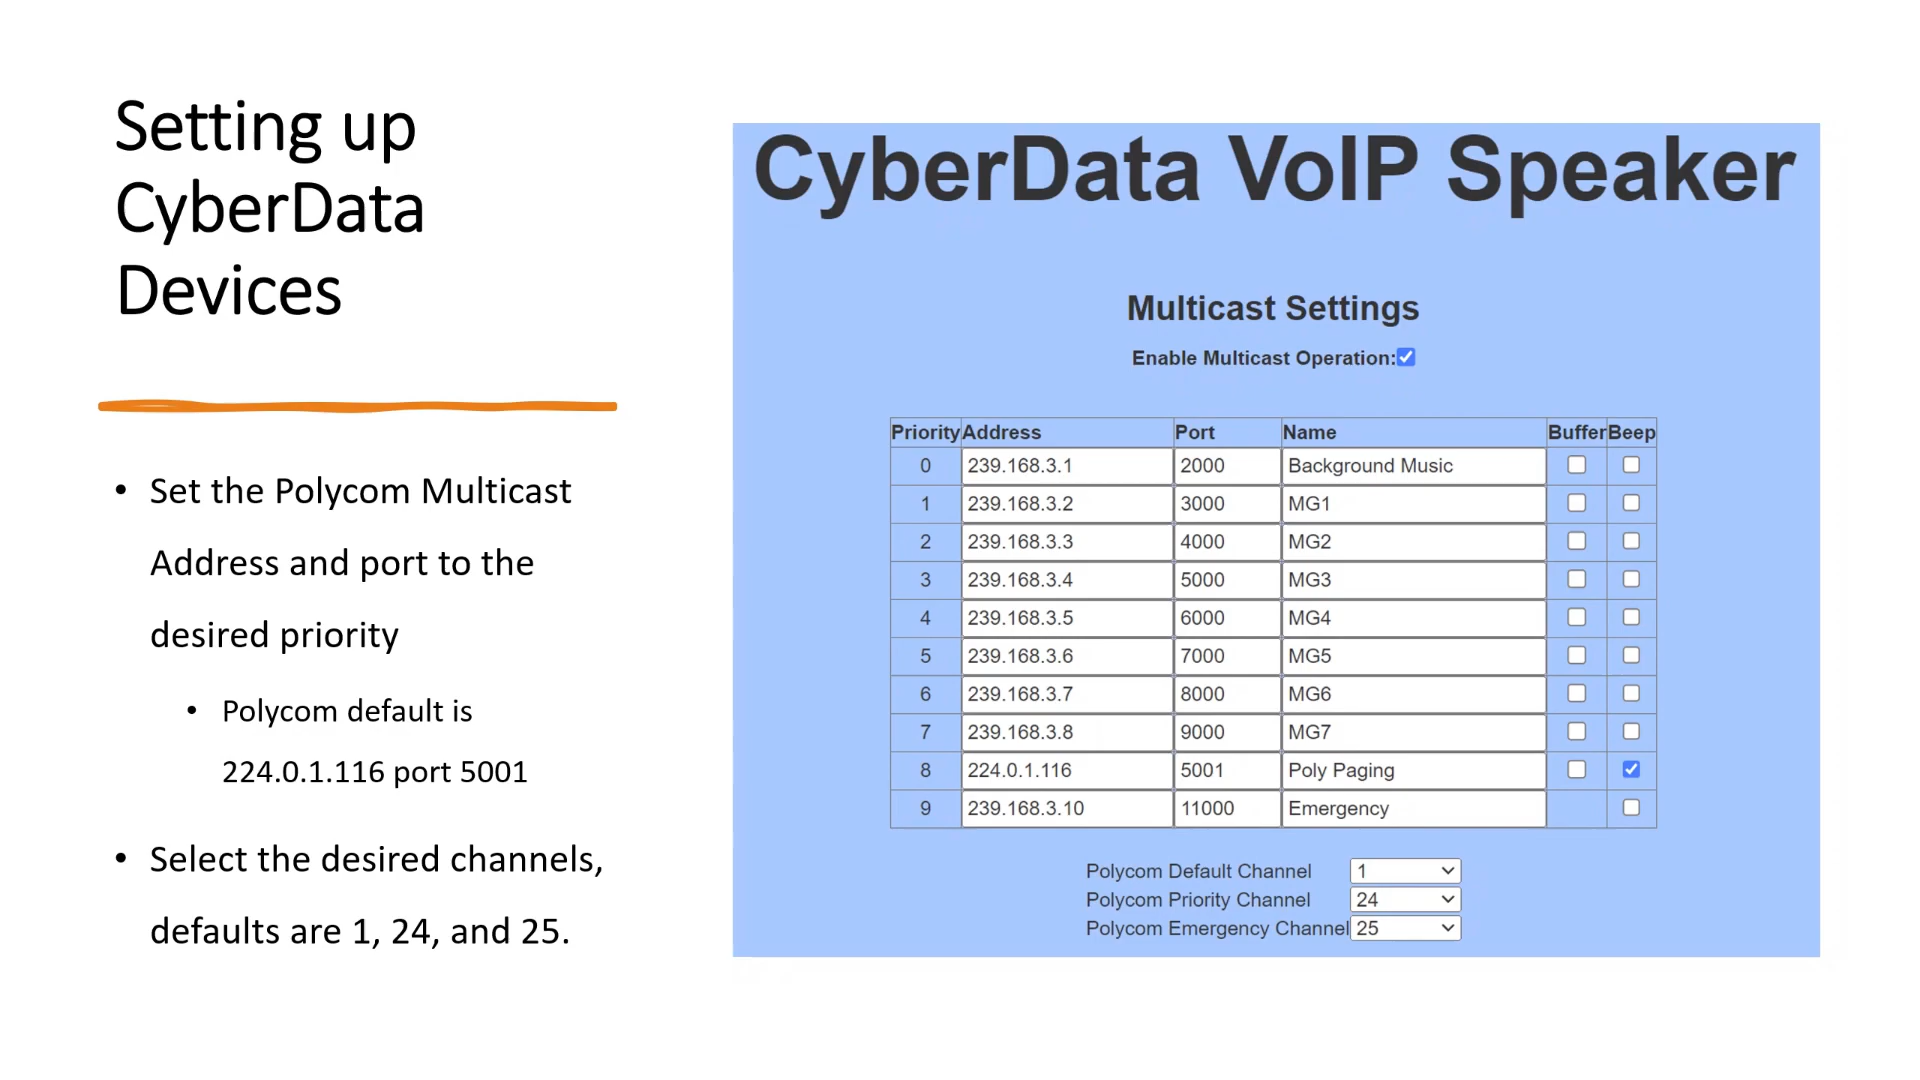 Setting up
CyberData
Devices
• Set the Polycom Multicast
Address and port to the
desired priority
• Polycom default is
224.0.1.116 port 5001
• Select the desired channels,
defaults are 1, 24, and 25.
CyberData VoIP Speaker
Multicast Settings
Enable Multicast Operation:
Priority Address Port Name Buffer Beep
0 239.168.3.1 2000 Background Music
1 239.168.3.2 3000 MG1
2 239.168.3.3 4000 MG2
3 239.168.3.4 5000 MG3
4 239.168.3.5 6000 MG4
5 239.168.3.6 7000 MG5
6 239.168.3.7 8000 MG6
7 239.168.3.8 9000 MG7
8 224.0.1.116 5001 Poly Paging
9 239.168.3.10 11000 Emergency
Polycom Default Channel 1
Polycom Priority Channel 24
Polycom Emergency Channel 25